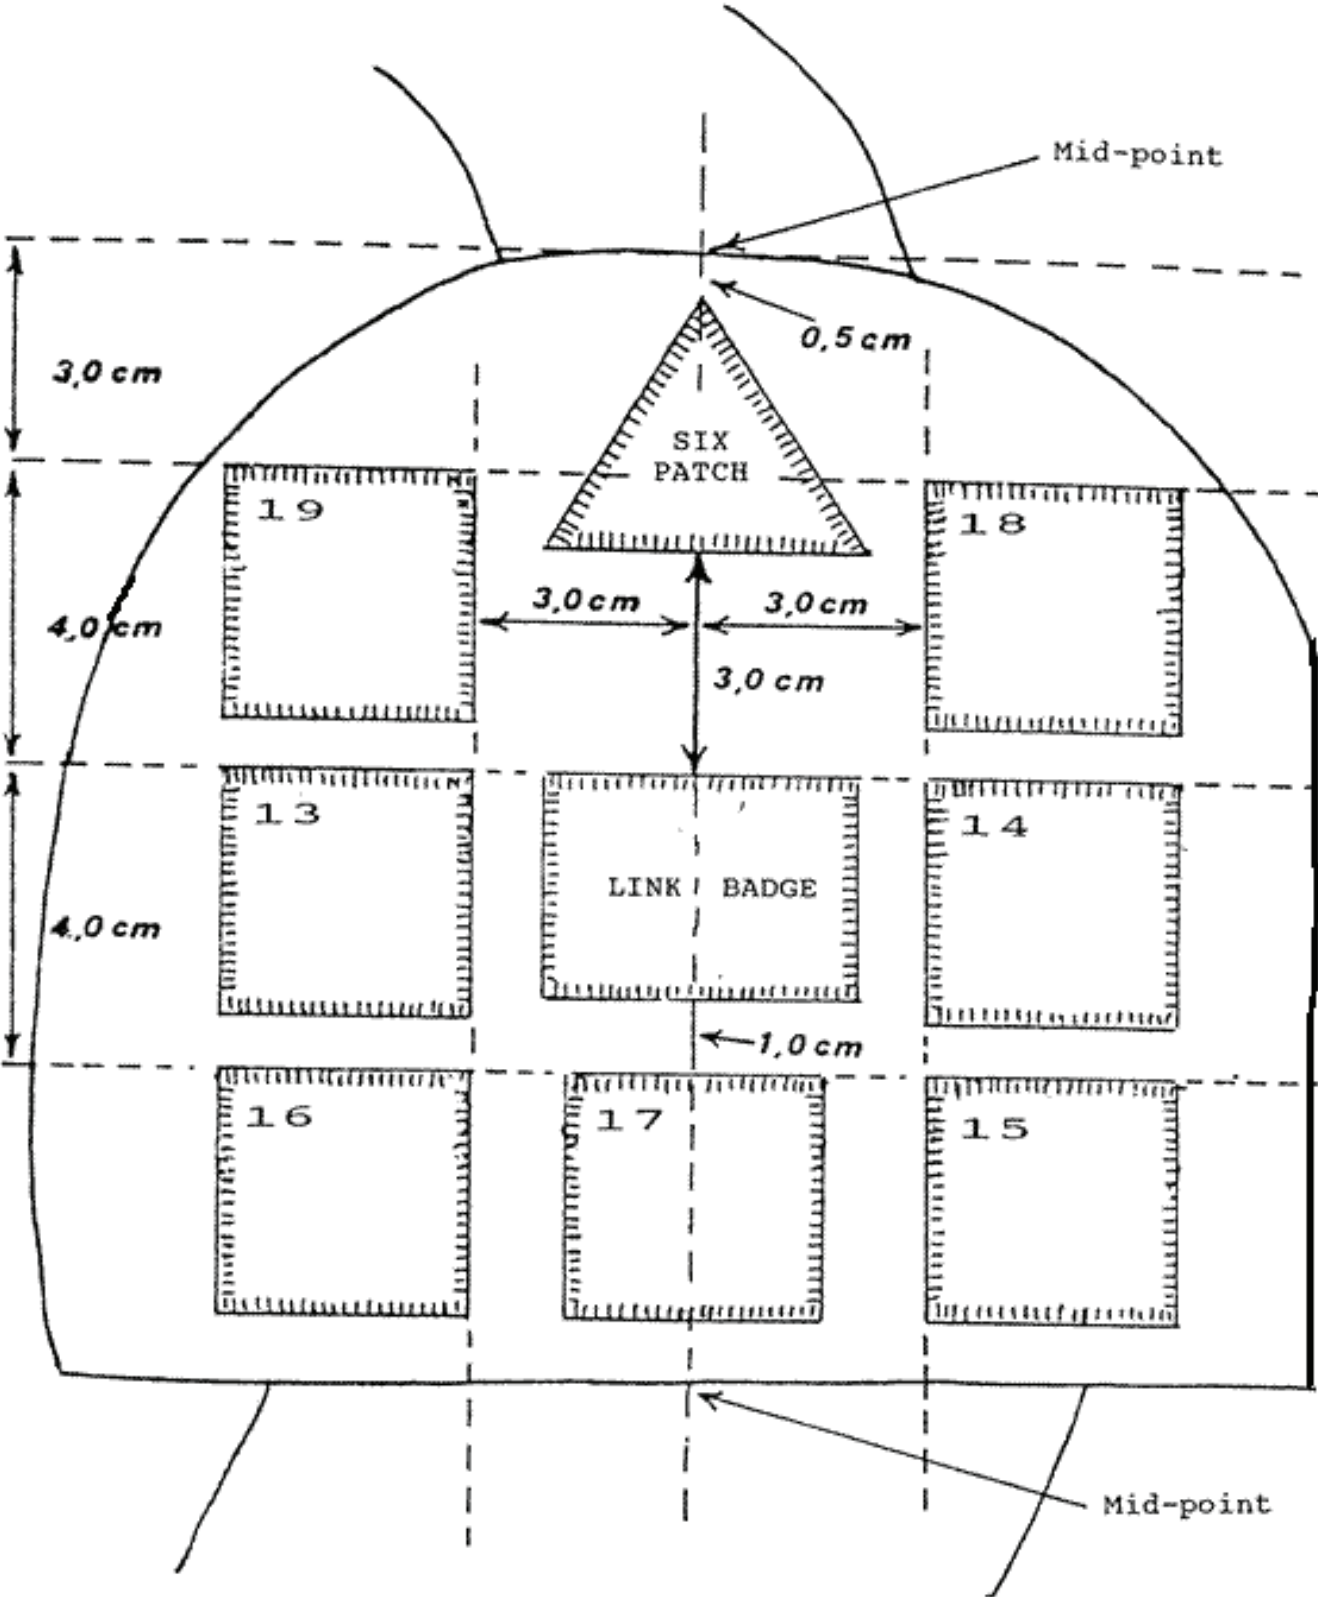 Mid-point
0,5 cm
3,0 cm
SIX
PATCH
19
18
3,0 cm
3,0 cm
4,0 cm
3,0 cm
13
14
LINK BADGE
4,0 cm
1,0 cm
16
17
15
Mid-point